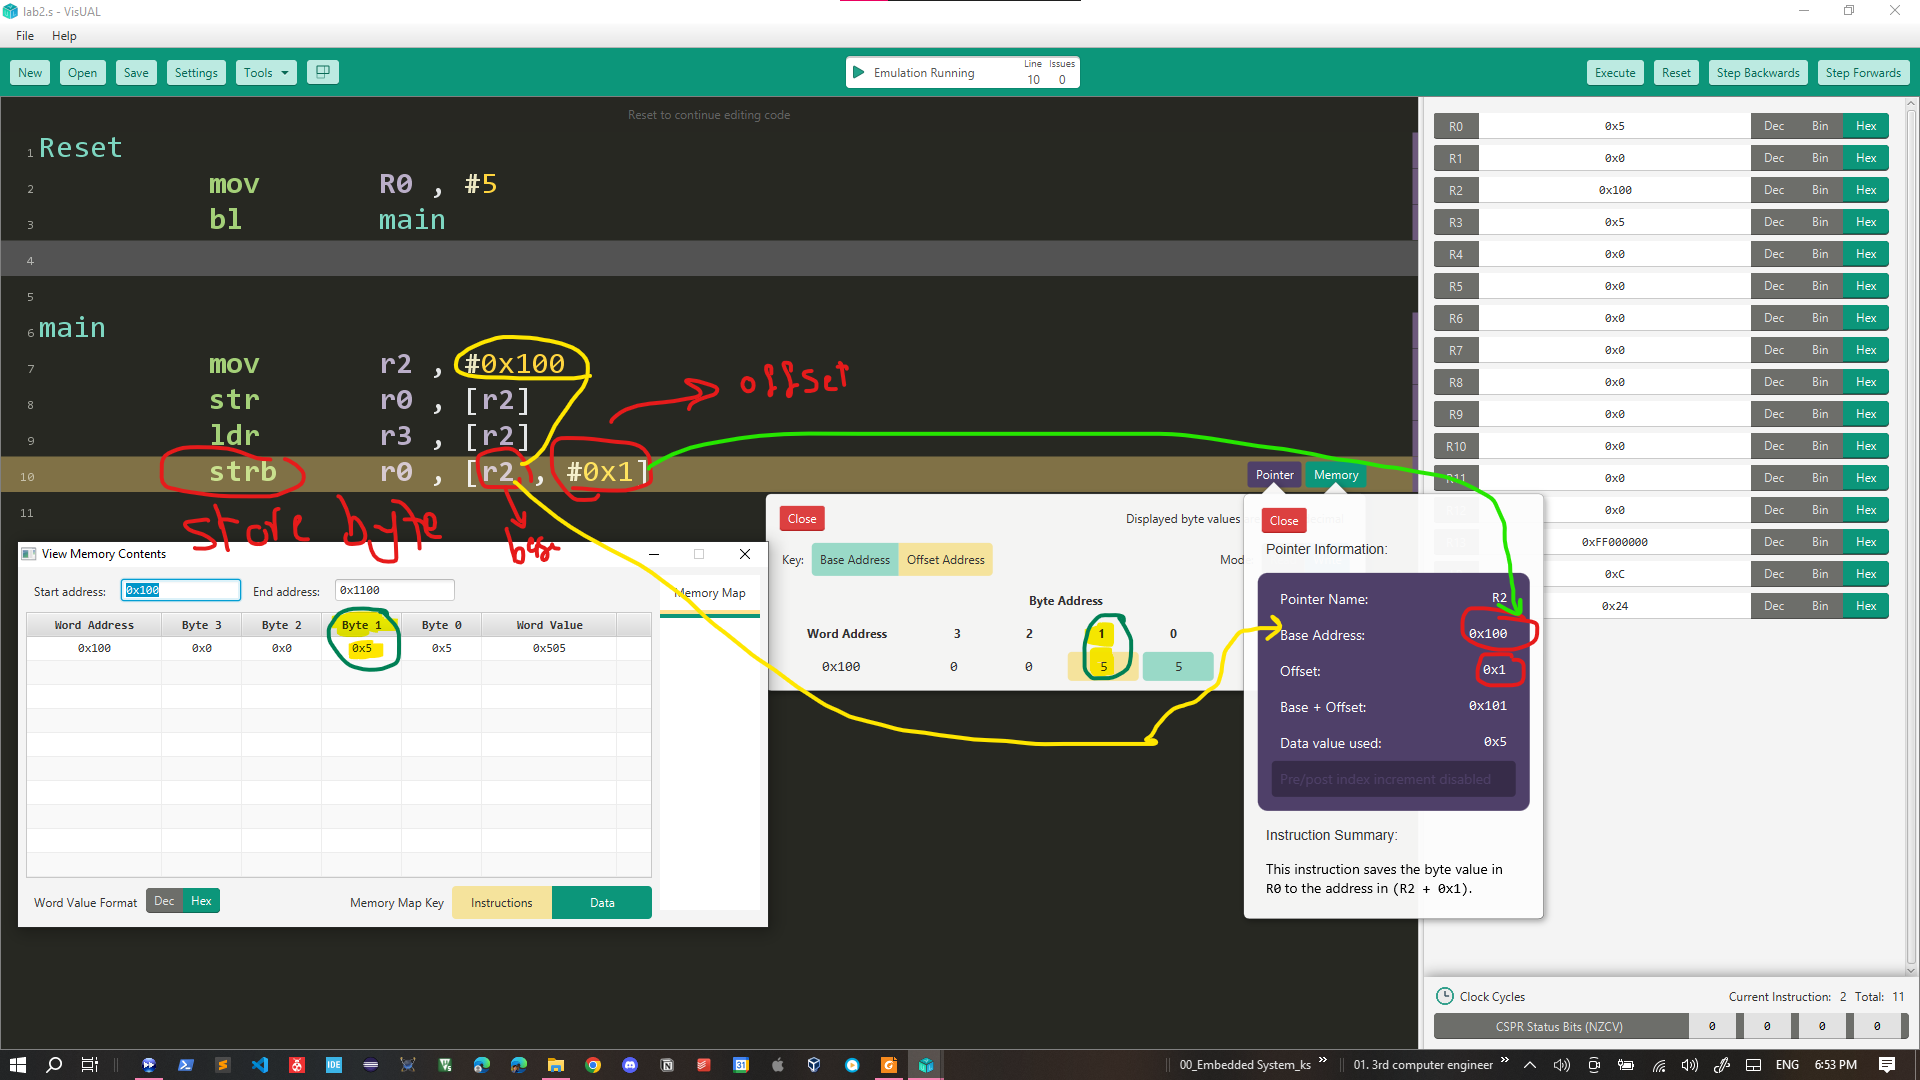 lab2.s - VisUAL
File Help
New Open Save Settings Tools
Emulation Running
Line Issues
10 0
Execute Reset Step Backwards Step Forwards
Reset to continue editing code
1 Reset
2 mov R0 , #5
3 bl main
4
5
6 main
7 mov r2 , #0x100
8 str r0 , [r2]
9 ldr r3 , [r2]
10 strb r0 , [r2, , #0x1]
11
offset
store byte
base
Pointer Memory
R0 0x5 Dec Bin Hex
R1 0x0 Dec Bin Hex
R2 0x100 Dec Bin Hex
R3 0x5 Dec Bin Hex
R4 0x0 Dec Bin Hex
R5 0x0 Dec Bin Hex
R6 0x0 Dec Bin Hex
R7 0x0 Dec Bin Hex
R8 0x0 Dec Bin Hex
R9 0x0 Dec Bin Hex
R10 0x0 Dec Bin Hex
R11 0x0 Dec Bin Hex
0x0 Dec Bin Hex
0xFF000000 Dec Bin Hex
0xC Dec Bin Hex
0x24 Dec Bin Hex
Clock Cycles Current Instruction: 2 Total: 11
CSPR Status Bits (NZCV) 0 0 0 0
Close Displayed byte values
Key: Base Address Offset Address
Byte Address
Word Address 3 2 1 0
0x100 0 0 5 5
Close
Pointer Information:
Pointer Name: R2
Base Address: 0x100
Offset: 0x1
Base + Offset: 0x101
Data value used: 0x5
Pre/post index increment disabled
Instruction Summary:
This instruction saves the byte value in
R0 to the address in (R2 + 0x1).
View Memory Contents
Start address: 0x100 End address: 0x1100
Memory Map
Word Address Byte 3 Byte 2 Byte 1 Byte 0 Word Value
0x100 0x0 0x0 0x5 0x5 0x505
Word Value Format Dec Hex Memory Map Key Instructions Data
00_Embedded System_ks 01. 3rd computer engineer ENG 6:53 PM